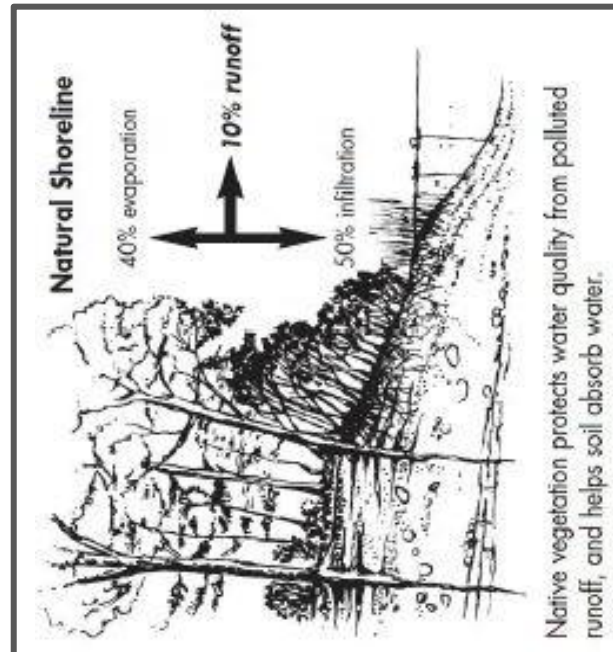 Natural Shoreline
40% evaporation
10% runoff
50% infiltration
Native vegetation protects water quality from polluted
runoff, and helps soil absorb water.